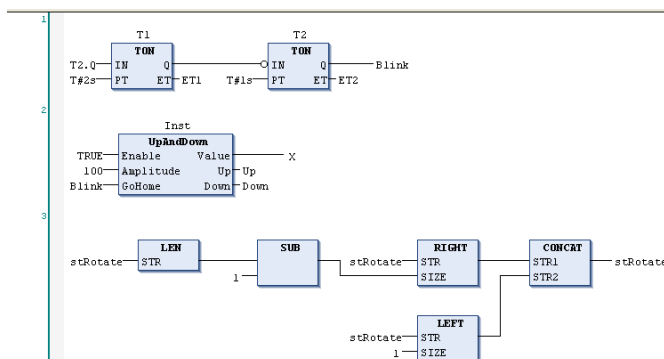 1
T1 T2
TON TON
T2.Q IN Q IN Q Blink
T#2s PT ET ET1 T#1s PT ET ET2
2
Inst
UpAndDown
TRUE Enable Value X
100 Amplitude Up Up
Blink GoHome Down Down
3
LEN SUB RIGHT CONCAT
stRotate STR stRotate STR STR1 stRotate
1 SIZE STR2
LEFT
stRotate STR
1 SIZE